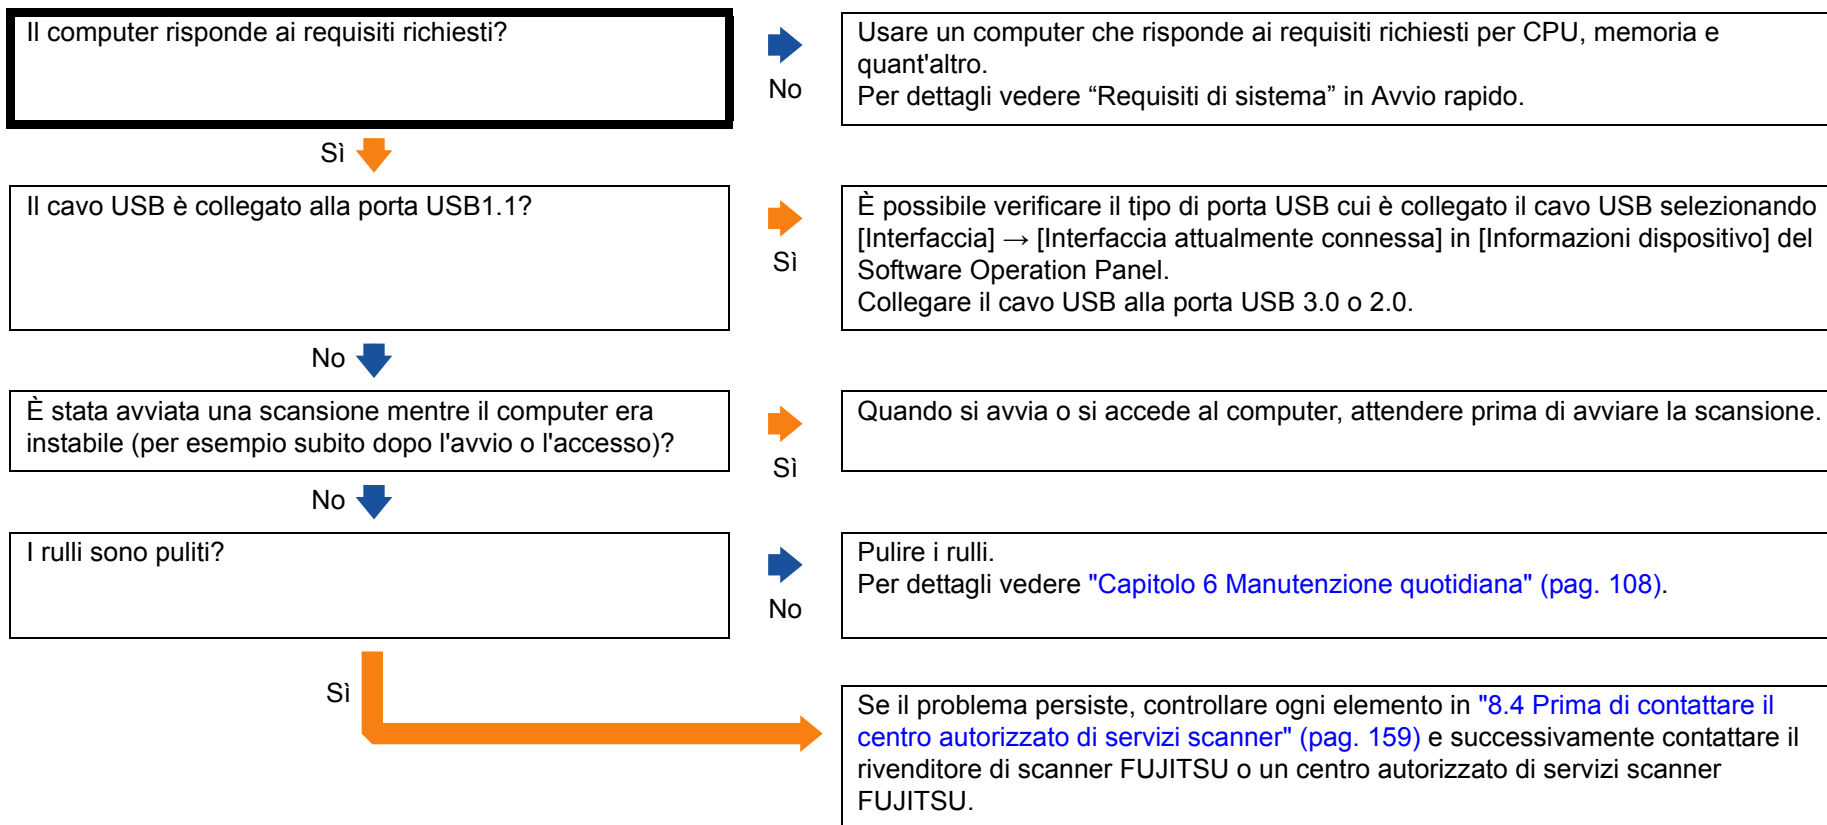 Il computer risponde ai requisiti richiesti?
No
Usare un computer che risponde ai requisiti richiesti per CPU, memoria e
quant'altro.
Per dettagli vedere “Requisiti di sistema” in Avvio rapido.
Sì
Il cavo USB è collegato alla porta USB1.1?
Sì
È possibile verificare il tipo di porta USB cui è collegato il cavo USB selezionando
[Interfaccia] → [Interfaccia attualmente connessa] in [Informazioni dispositivo] del
Software Operation Panel.
Collegare il cavo USB alla porta USB 3.0 o 2.0.
No
È stata avviata una scansione mentre il computer era
instabile (per esempio subito dopo l'avvio o l'accesso)?
Sì
Quando si avvia o si accede al computer, attendere prima di avviare la scansione.
No
I rulli sono puliti?
No
Pulire i rulli.
Per dettagli vedere "Capitolo 6 Manutenzione quotidiana" (pag. 108).
Sì
Se il problema persiste, controllare ogni elemento in "8.4 Prima di contattare il
centro autorizzato di servizi scanner" (pag. 159) e successivamente contattare il
rivenditore di scanner FUJITSU o un centro autorizzato di servizi scanner
FUJITSU.